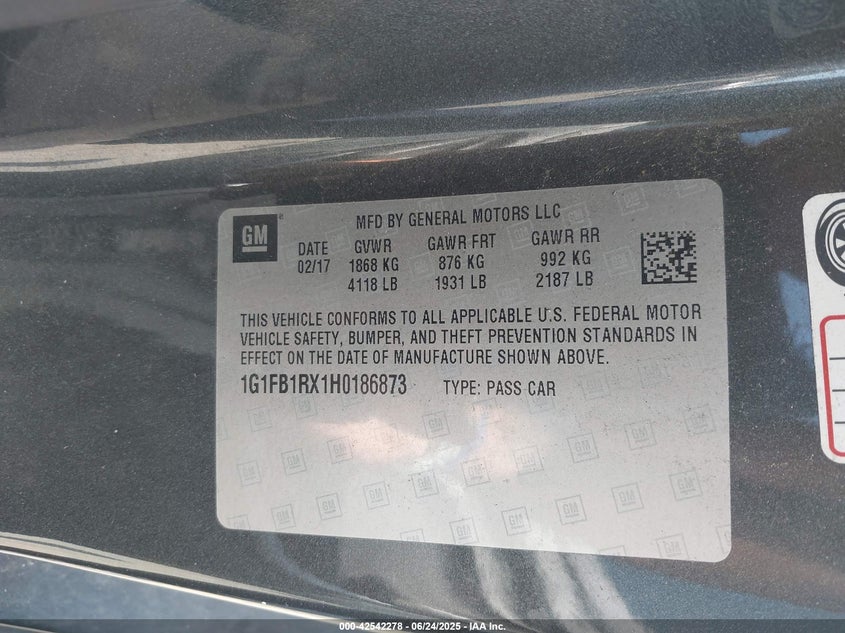 GM
MFD BY GENERAL MOTORS LLC
DATE GVWR GAWR FRT GAWR RR
02/17 1868 KG 876 KG 992 KG
4118 LB 1931 LB 2187 LB
THIS VEHICLE CONFORMS TO ALL APPLICABLE U.S. FEDERAL MOTOR
VEHICLE SAFETY, BUMPER, AND THEFT PREVENTION STANDARDS IN
EFFECT ON THE DATE OF MANUFACTURE SHOWN ABOVE.
1G1FB1RX1H0186873 TYPE: PASS CAR
000-42542278 - 06/24/2025 - IAA Inc.